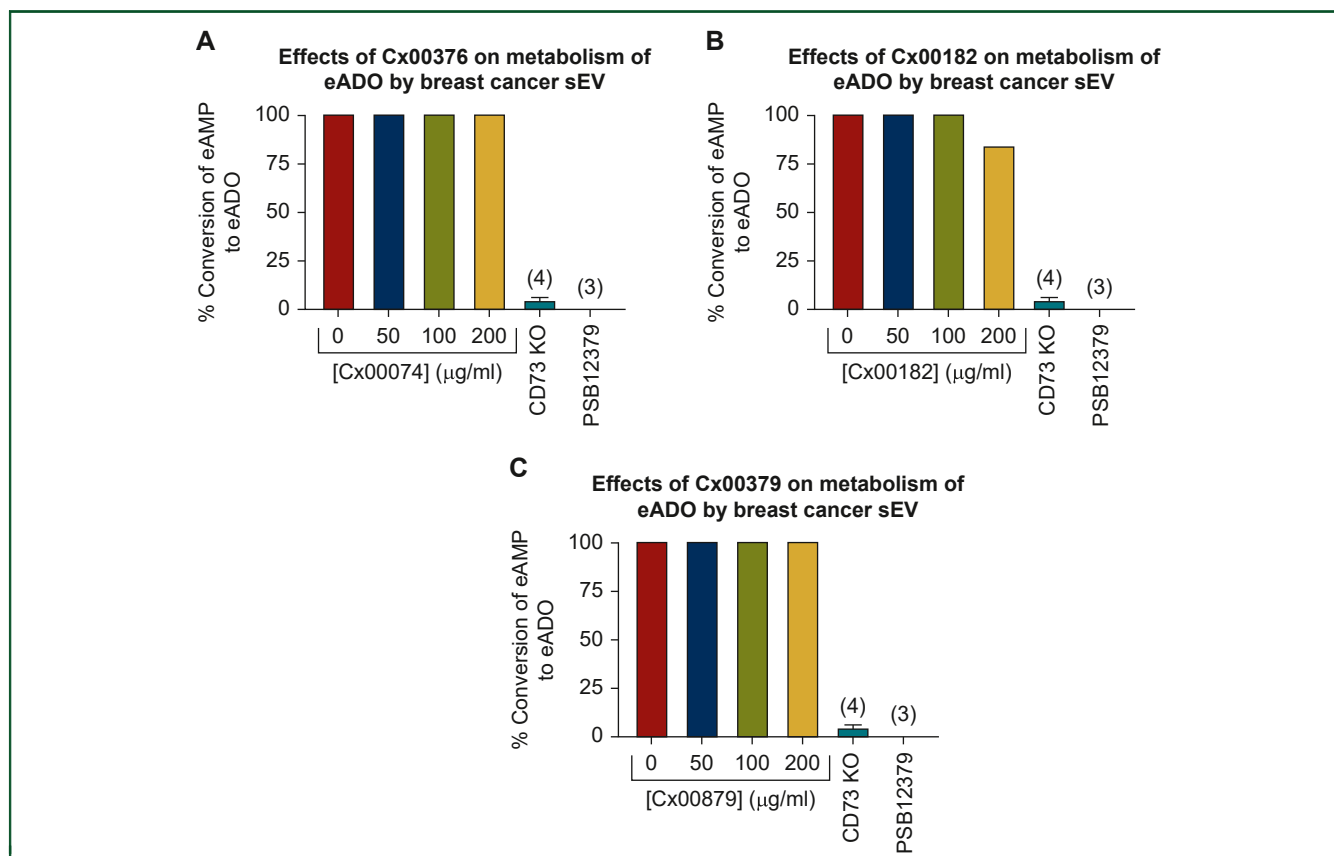 A
Effects of Cx00376 on metabolism of
eADO by breast cancer sEV
% Conversion of eAMP
to eADO
100
75
50
25
0
(4)
(3)
0 50 100 200
[Cx00074] (μg/ml)
CD73 KO
PSB12379
B
Effects of Cx00182 on metabolism of
eADO by breast cancer sEV
% Conversion of eAMP
to eADO
100
75
50
25
0
(4)
(3)
0 50 100 200
[Cx00182] (μg/ml)
CD73 KO
PSB12379
C
Effects of Cx00379 on metabolism of
eADO by breast cancer sEV
% Conversion of eAMP
to eADO
100
75
50
25
0
(4)
(3)
0 50 100 200
[Cx00879] (μg/ml)
CD73 KO
PSB12379